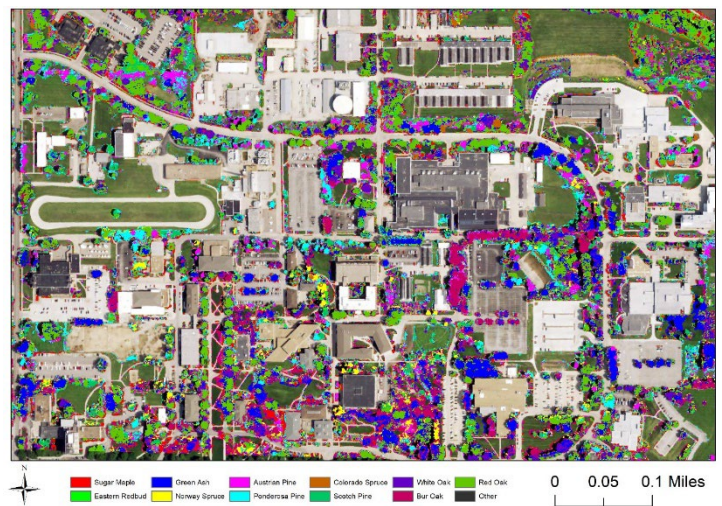 N
Sugar Maple Green Ash Austrian Pine Colorado Spruce White Oak Red Oak
Eastern Redbud Norway Spruce Ponderosa Pine Scotch Pine Bur Oak Other
0 0.05 0.1 Miles